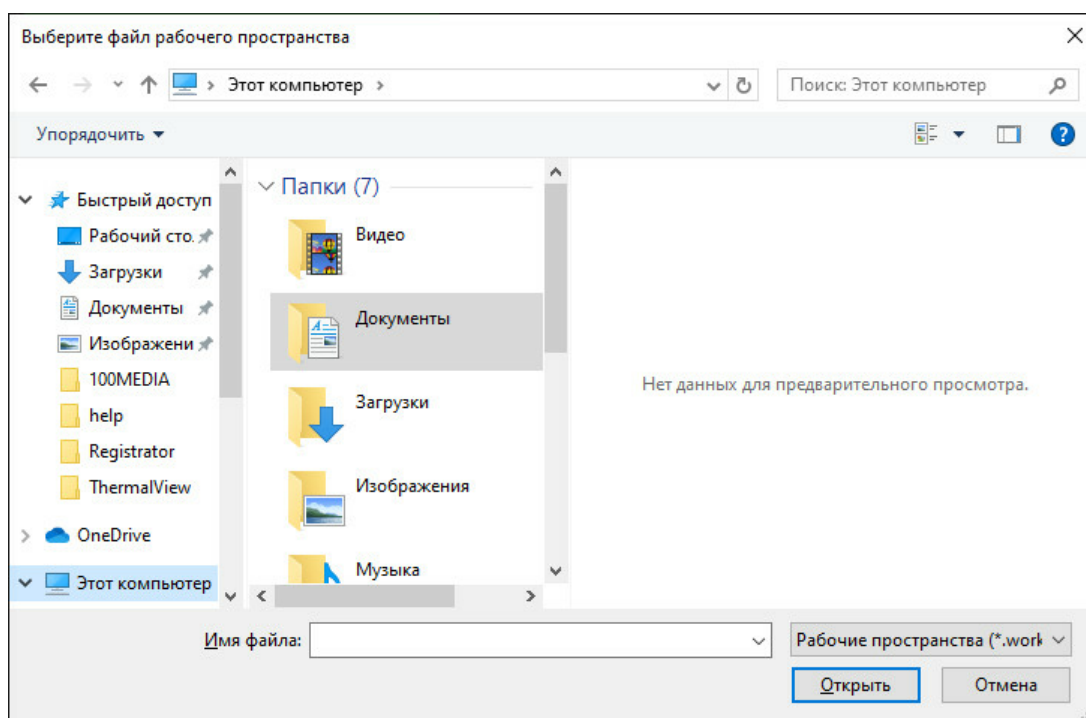 Выберите файл рабочего пространства
Этот компьютер
Поиск: Этот компьютер
Упорядочить
Быстрый доступ
Рабочий сто.
Загрузки
Документы
Изображени
100MEDIA
help
Registrator
ThermalView
OneDrive
Этот компьютер
Папки (7)
Видео
Документы
Загрузки
Изображения
Музыка
Нет данных для предварительного просмотра.
Имя файла:
Рабочие пространства (*.work
Открыть
Отмена